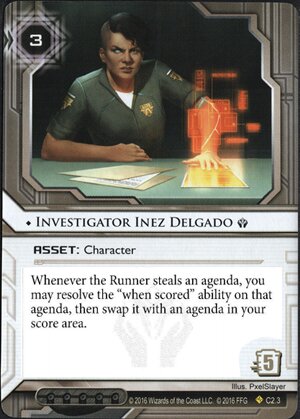 3
Investigator Inez Delgado
ASSET: Character
Whenever the Runner steals an agenda, you
may resolve the “when scored” ability on that
agenda, then swap it with an agenda in your
score area.
5
Illus. PxelSlayer
© 2016 Wizards of the Coast LLC. © 2016 FFG C2.3